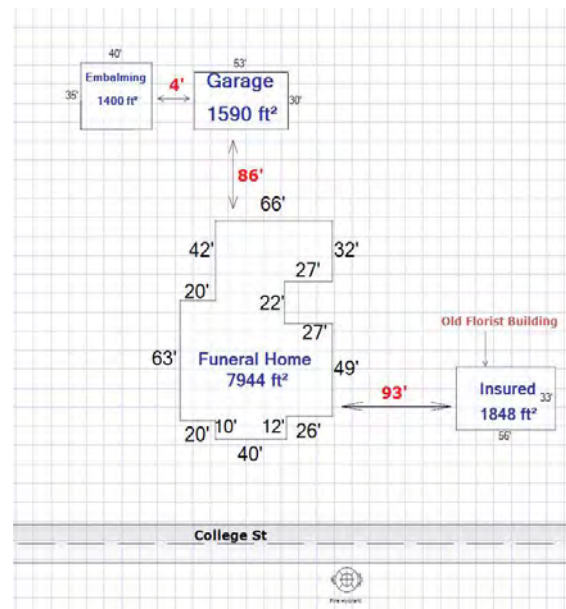 40'
53'
Embalming
1400 ft²
35'
4'
Garage
1590 ft²
30'
86'
66'
42'
32'
27'
20'
22'
27'
Old Florist Building
63'
Funeral Home
7944 ft²
49'
93'
Insured
1848 ft²
33'
56'
20'
10'
12'
26'
40'
College St
Fire Hydrant